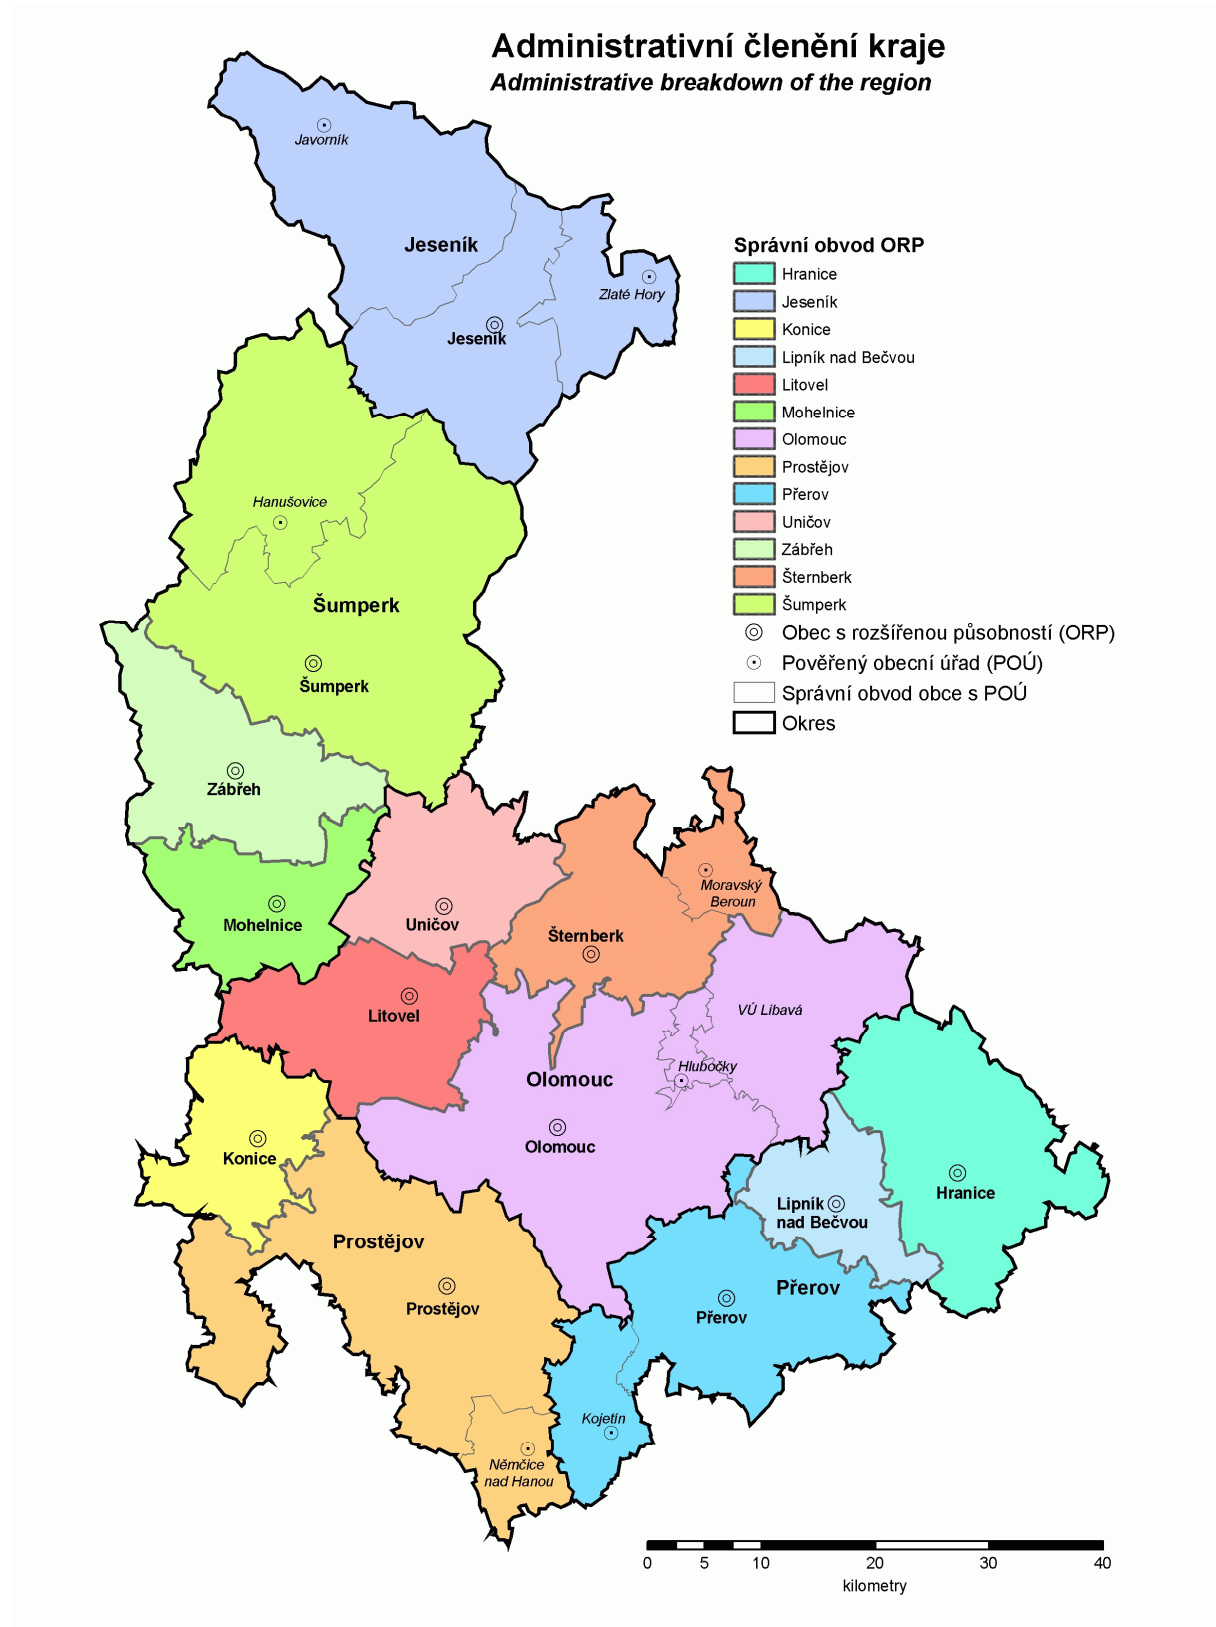 Administrativní členění kraje
Administrative breakdown of the region
Javorník
Jeseník
Zlaté Hory
Jeseník
Hanušovice
Šumperk
Šumperk
Zábřeh
Mohelnice
Uničov
Šternberk
Moravský
Beroun
Litovel
VÚ Libavá
Hlubočky
Olomouc
Olomouc
Konice
Hranice
Lipník
nad Bečvou
Prostějov
Prostějov
Přerov
Přerov
Kojetín
Němčice
nad Hanou
Správní obvod ORP
Hranice
Jeseník
Konice
Lipník nad Bečvou
Litovel
Mohelnice
Olomouc
Prostějov
Přerov
Uničov
Zábřeh
Šternberk
Šumperk
Obec s rozšířenou působností (ORP)
Pověřený obecní úřad (POÚ)
Správní obvod obce s POÚ
Okres
0 5 10 20 30 40
kilometry